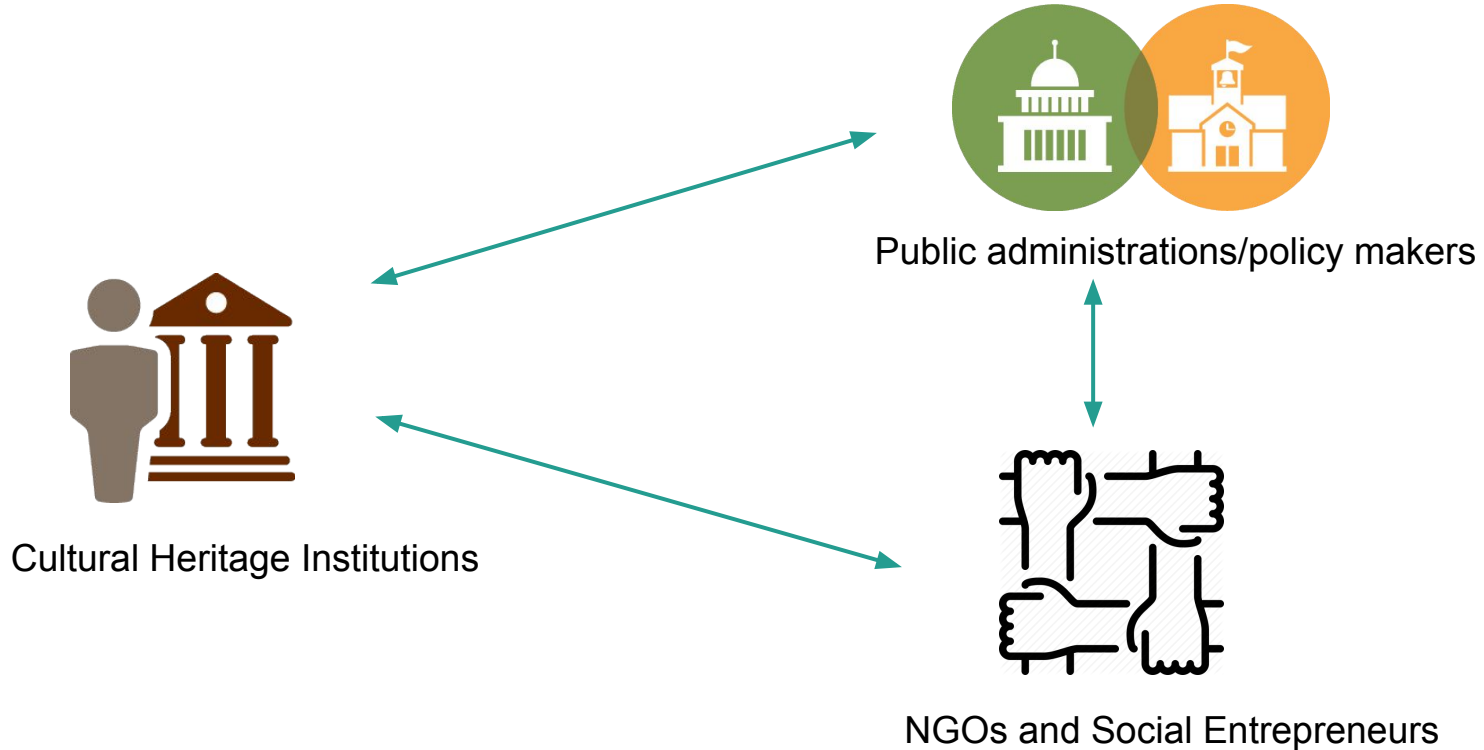 Public administrations/policy makers
Cultural Heritage Institutions
NGOs and Social Entrepreneurs